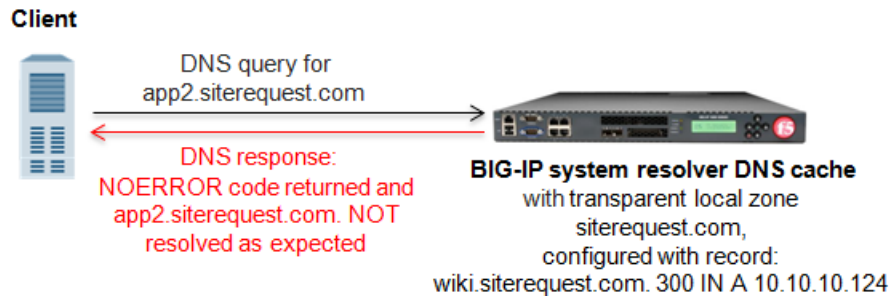 Client
DNS query for
app2.siterequest.com
DNS response:
NOERROR code returned and
app2.siterequest.com. NOT
resolved as expected
f5
BIG-IP system resolver DNS cache
with transparent local zone
siterequest.com,
configured with record:
wiki.siterequest.com. 300 IN A 10.10.10.124